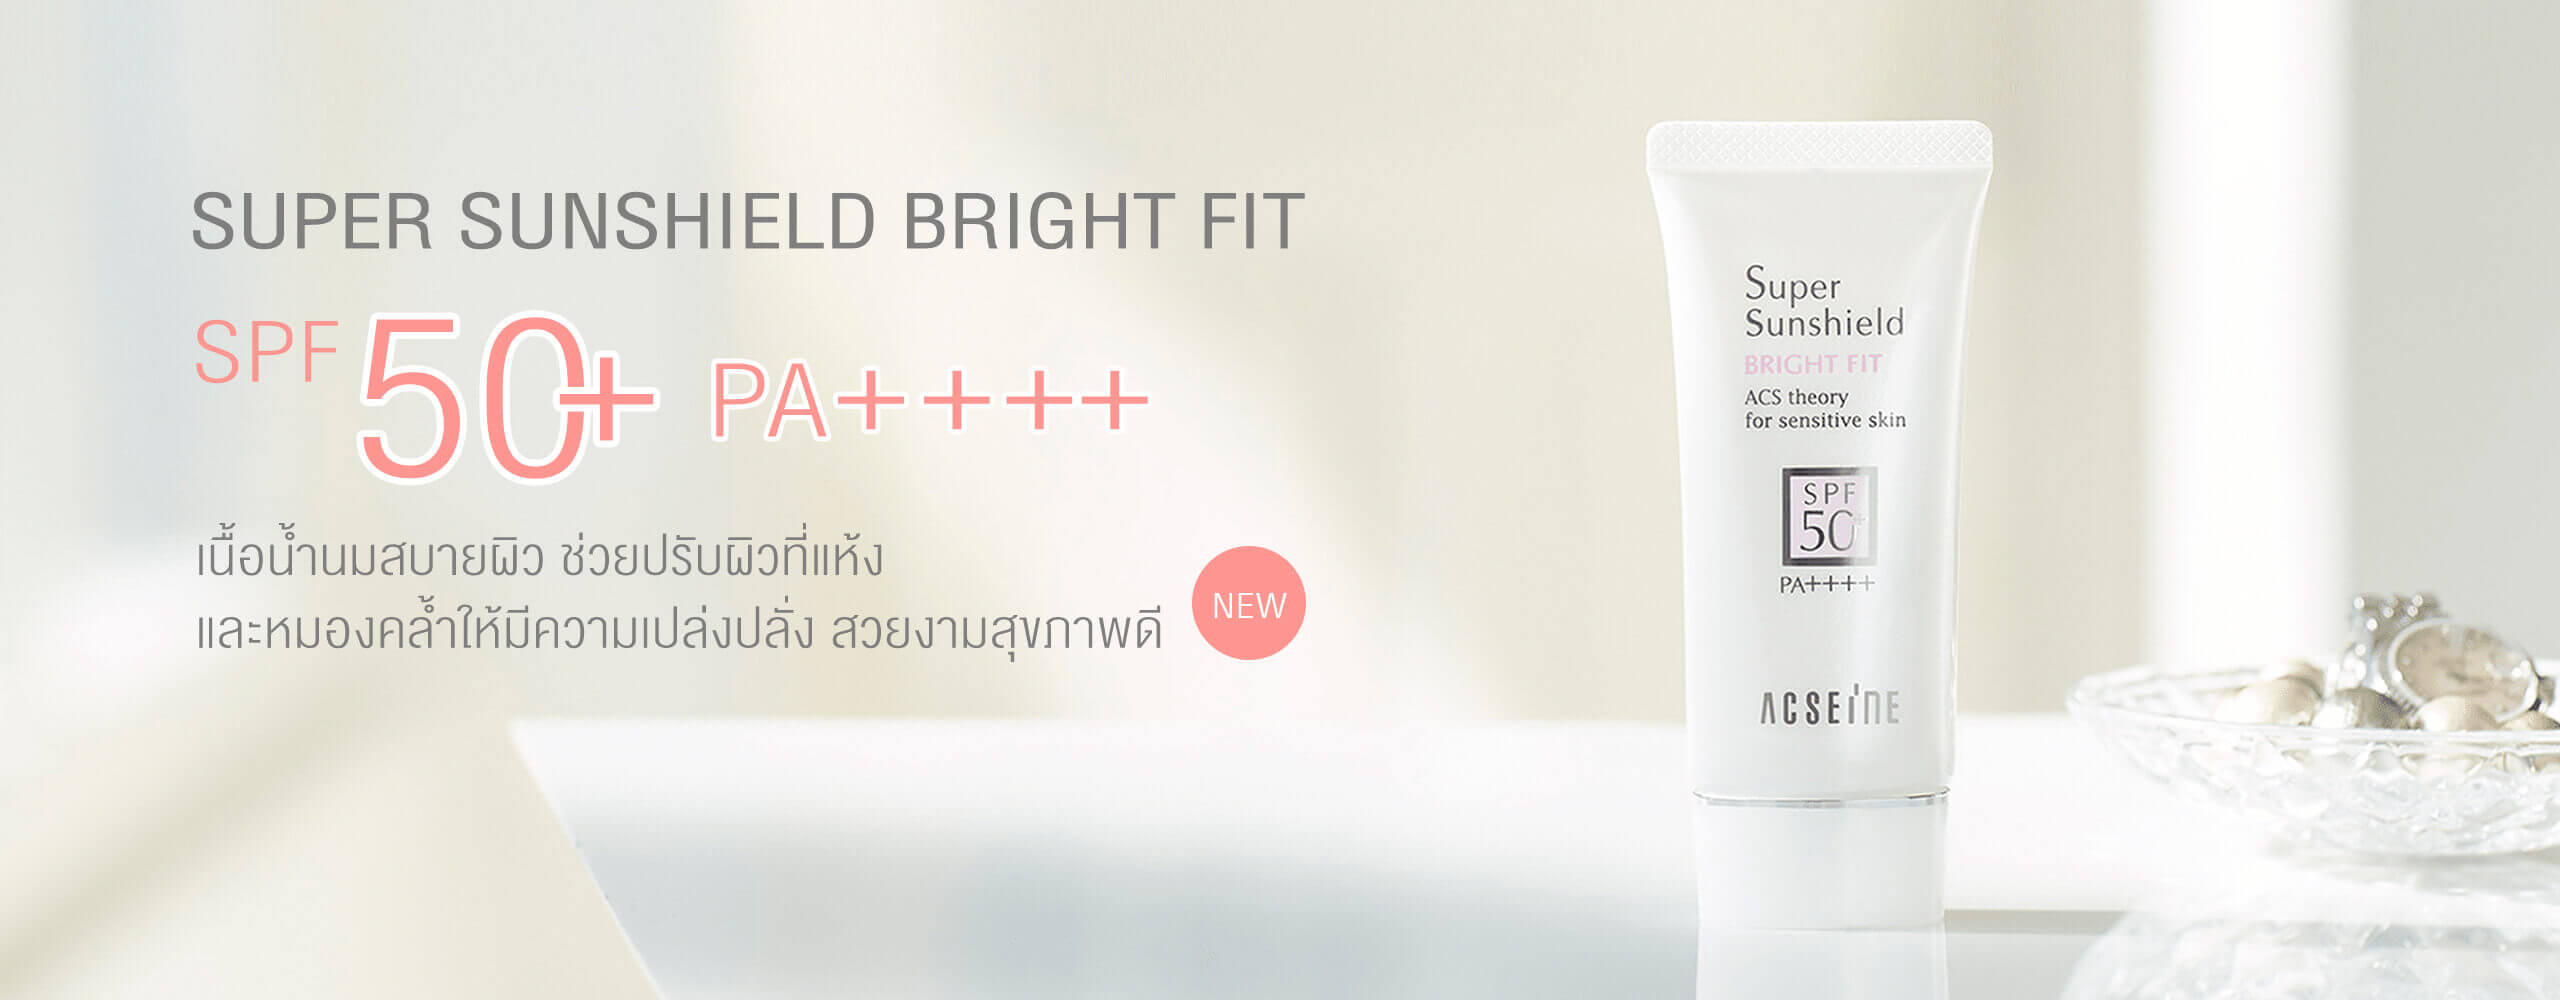 SUPER SUNSHIELD BRIGHT FIT
SPF 50+ PA++++
เนื้อน้ำนมสบายผิว ช่วยปรับผิวที่แห้ง
และหมองคล้ำให้มีความเปล่งปลั่ง สวยงามสุขภาพดี
NEW
Super
Sunshield
BRIGHT FIT
ACS theory
for sensitive skin
SPF
50+
PA++++
ACSEINE